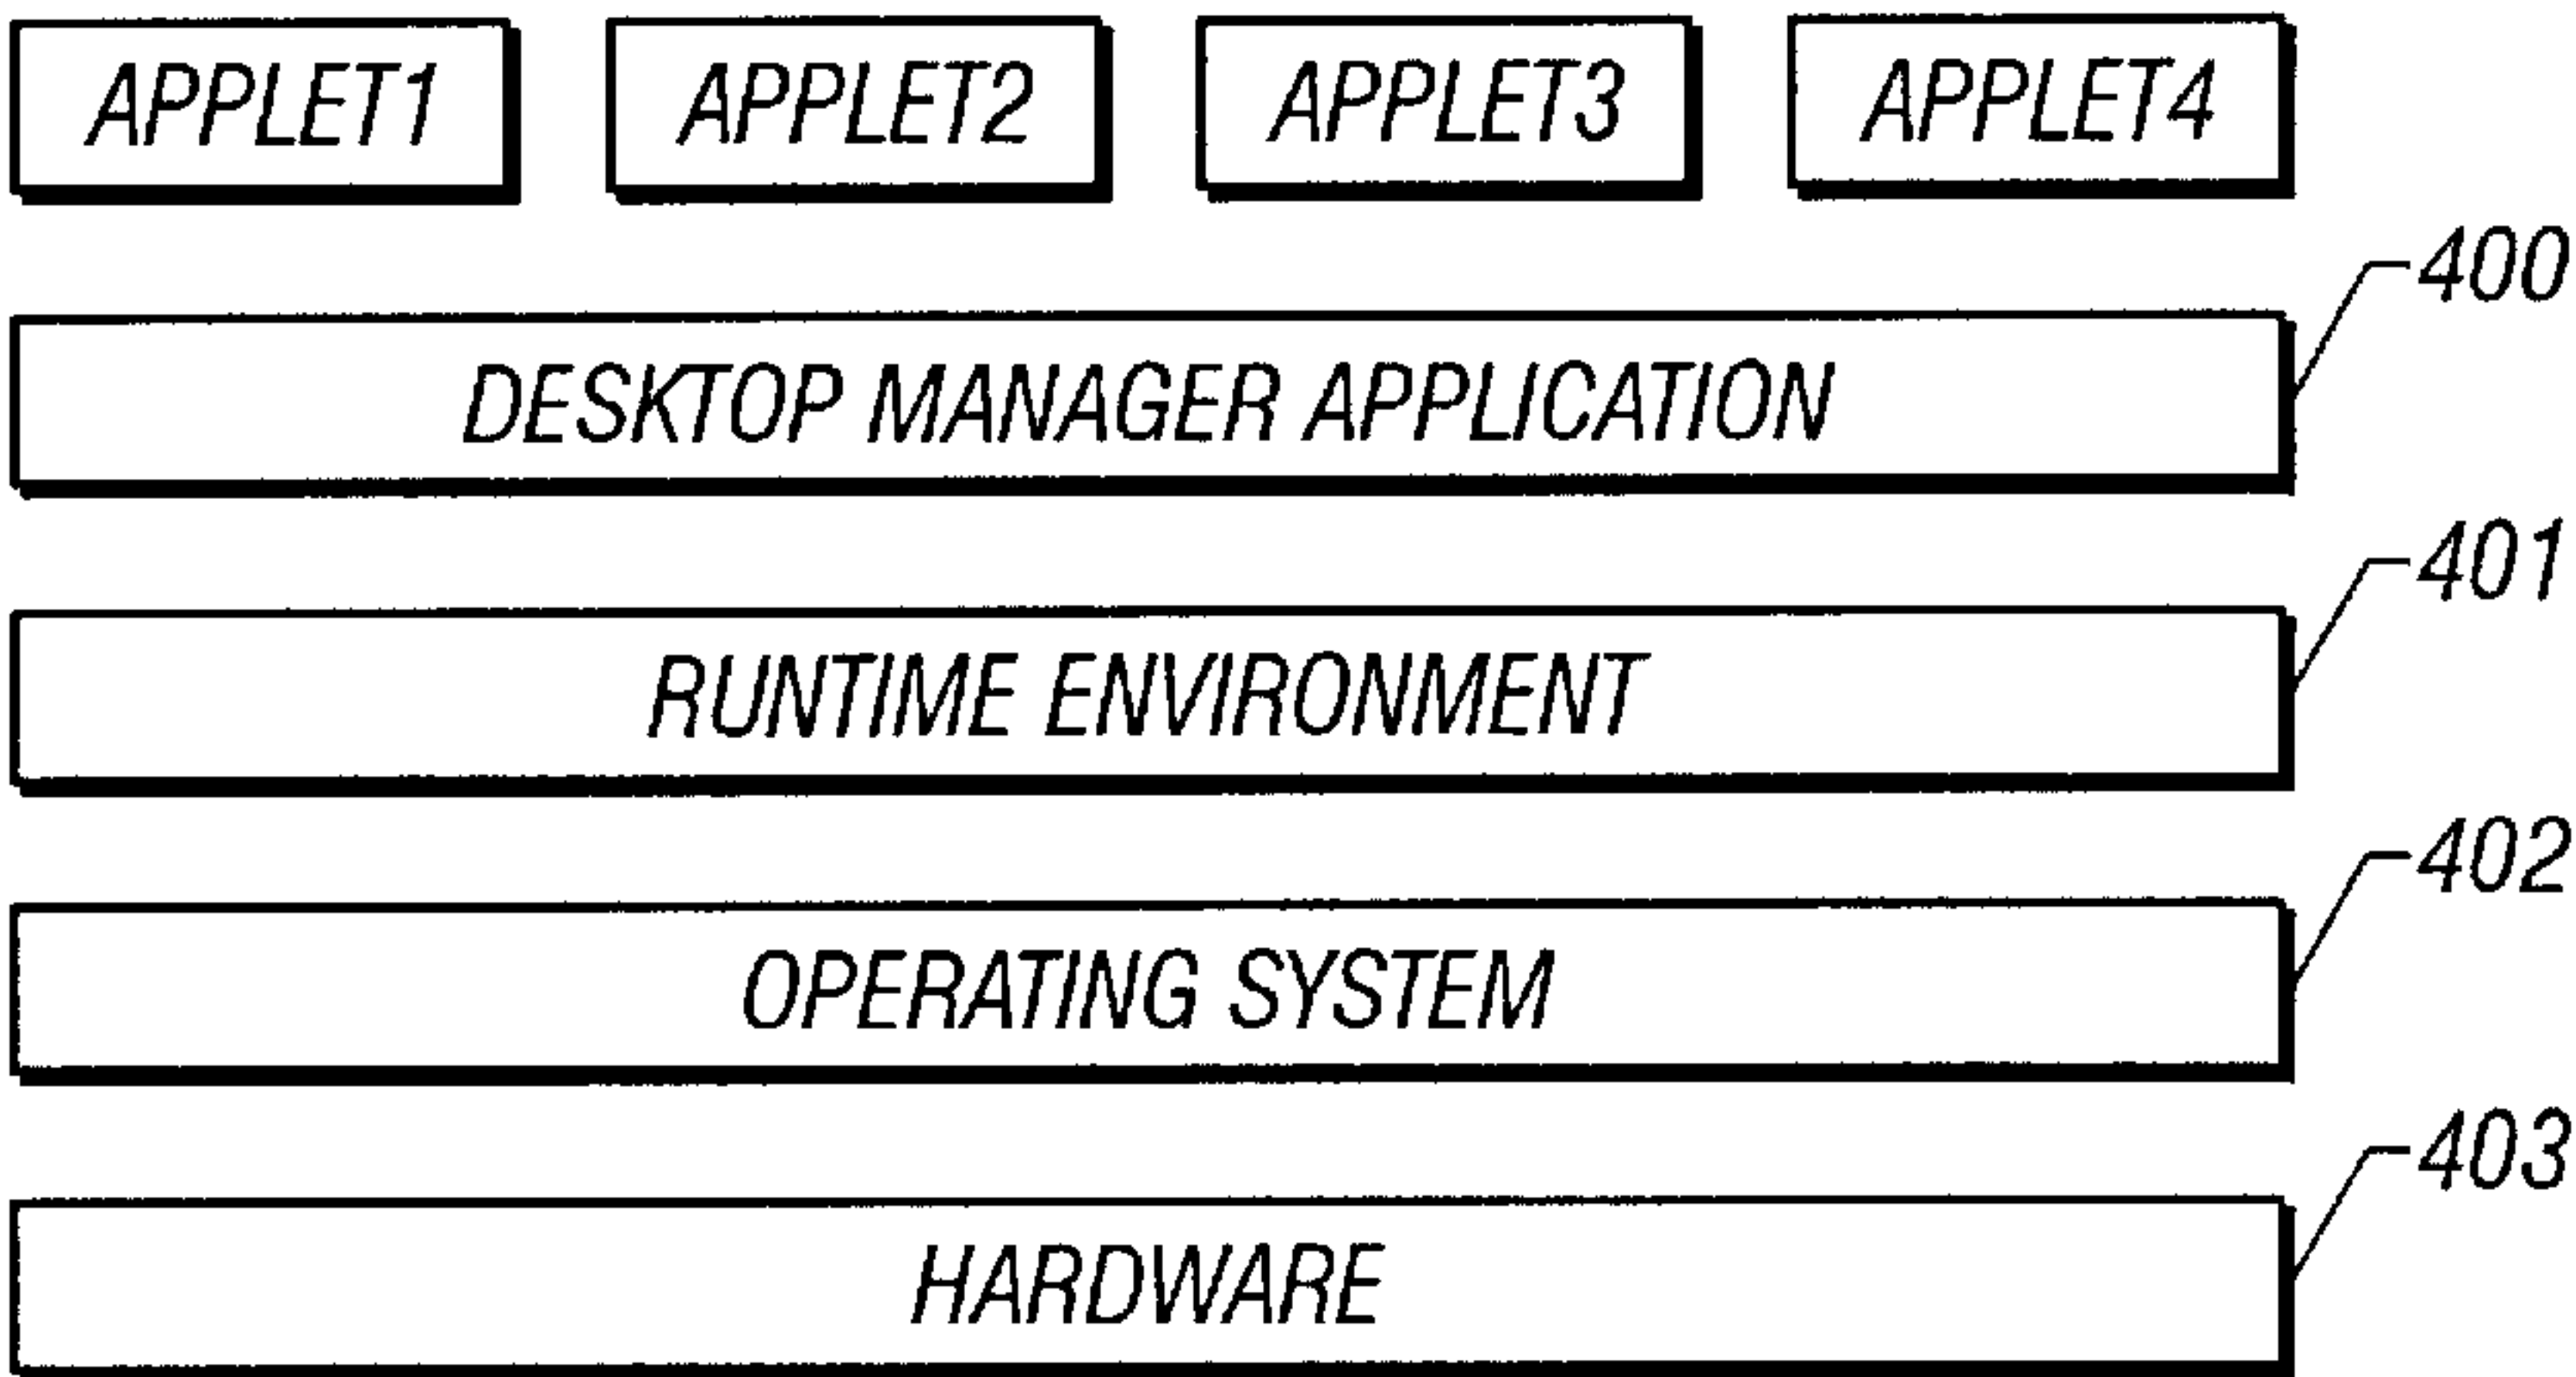 APPLET1 APPLET2 APPLET3 APPLET4
400
DESKTOP MANAGER APPLICATION
401
RUNTIME ENVIRONMENT
402
OPERATING SYSTEM
403
HARDWARE